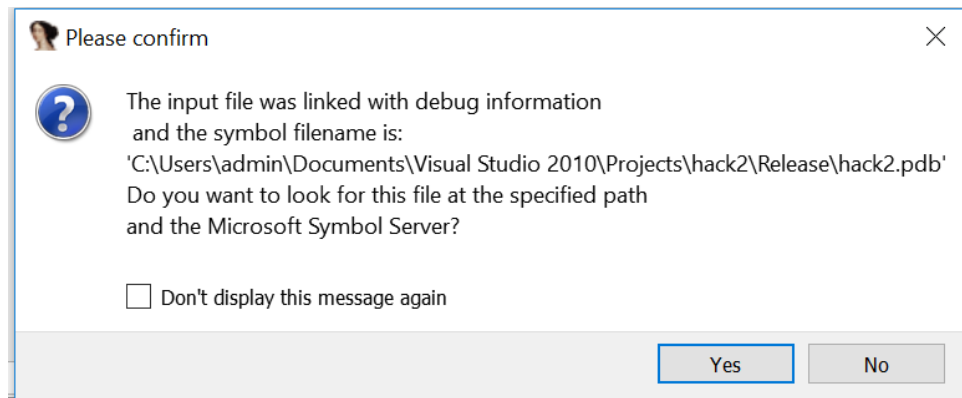 Please confirm
The input file was linked with debug information
and the symbol filename is:
'C:\Users\admin\Documents\Visual Studio 2010\Projects\hack2\Release\hack2.pdb'
Do you want to look for this file at the specified path
and the Microsoft Symbol Server?
Don't display this message again
Yes No